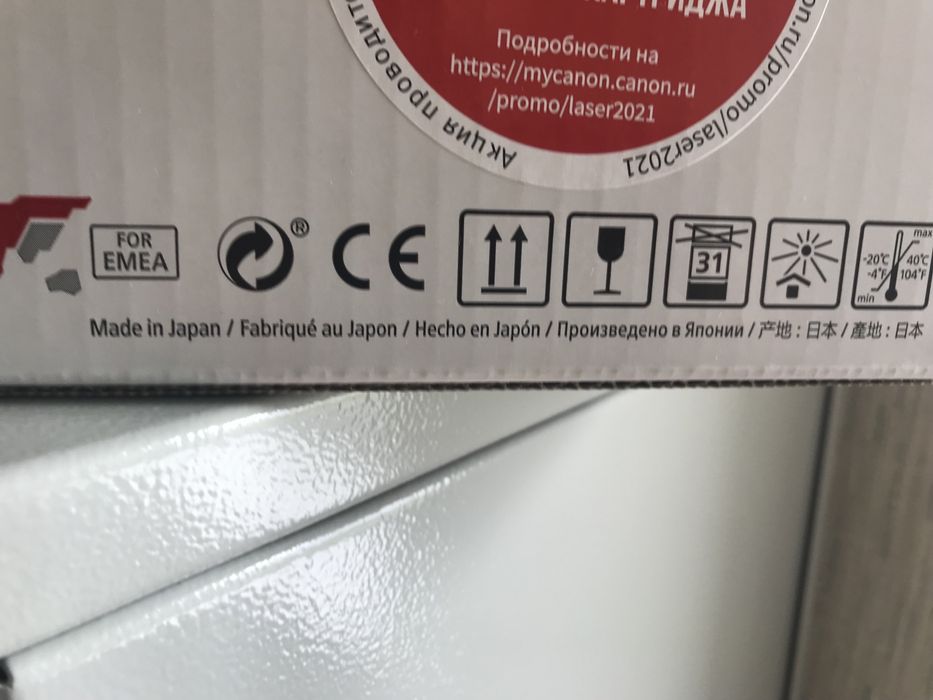 Подробности на
https://mycanon.canon.ru
/promo/laser2021
Акция проводит
on.ru/promo/laser2021
FOR
EMEA
®
CE
31
max
-20°C 40°C
-4°F 104°F
min
Made in Japan / Fabriqué au Japon / Hecho en Japón / Произведено в Японии / 产地 : 日本 / 產地 : 日本